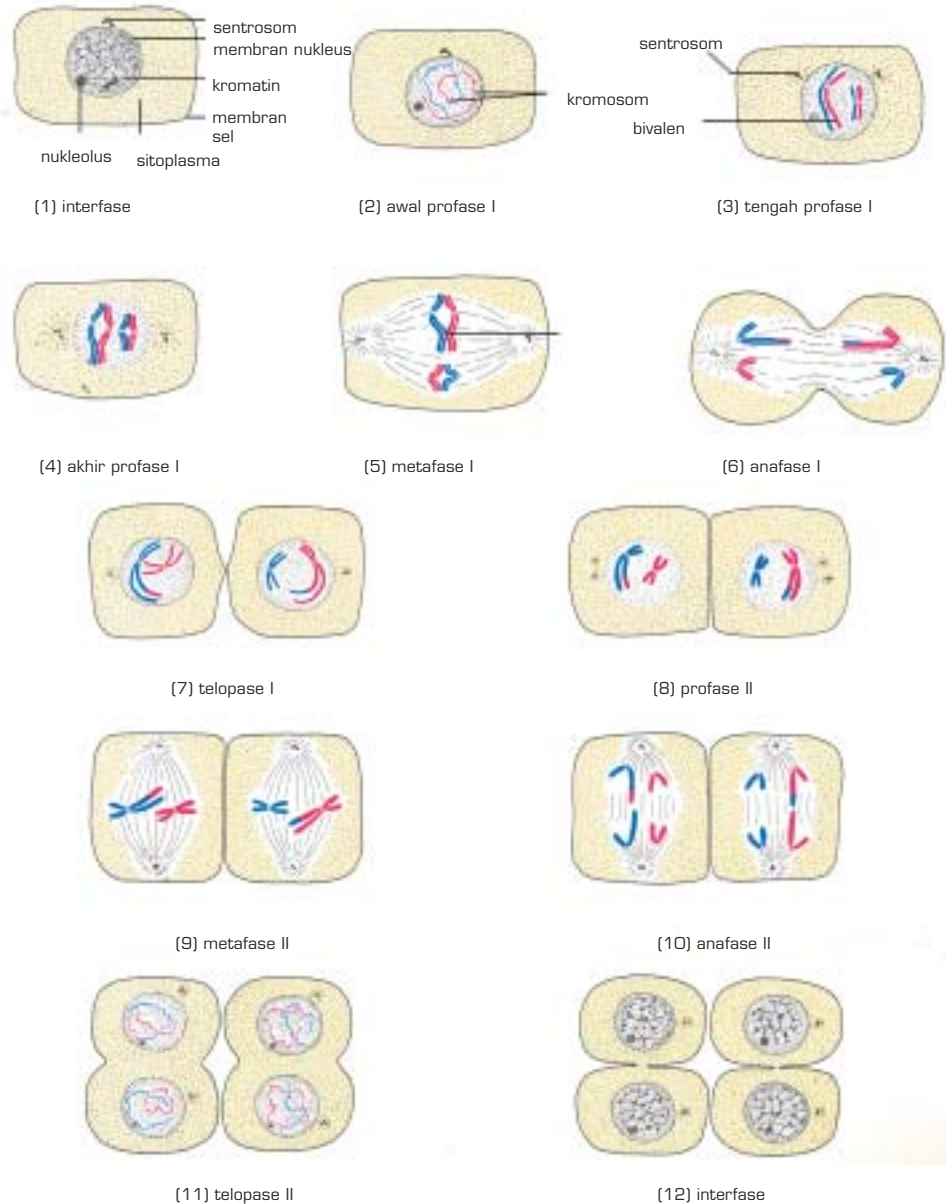 sentrosom
membran nukleus
kromatin
membran
sel
nukleolus
sitoplasma
(1) interfase
kromosom
(2) awal profase I
sentrosom
bivalen
(3) tengah profase I
(4) akhir profase I
(5) metafase I
(6) anafase I
(7) telopase I
(8) profase II
(9) metafase II
(10) anafase II
(11) telopase II
(12) interfase